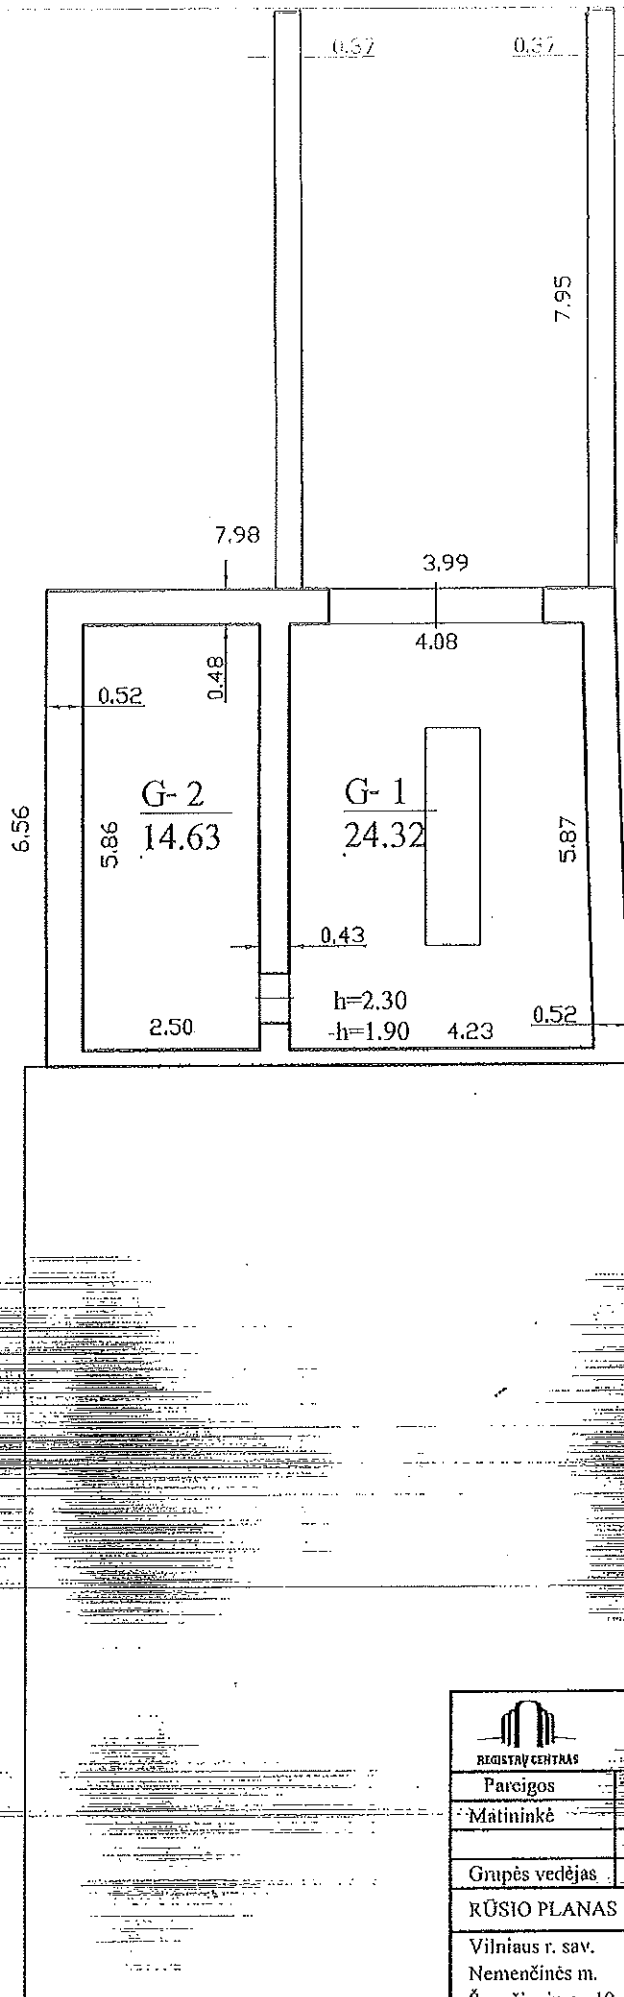 0.37 0.37
7.95
7.98
3.99
4.08
0.48
0.52
G-2
14.63
G-1
24.32
6.56
5.86
5.87
0.43
h=2.30
-h=1.90
2.50
4.23
0.52
REGISTRŲ CENTRAS
Pareigos
Matininkė
Grupės vedėjas
RŪSIO PLANAS
Vilniaus r. sav.
Nemenčinės m.